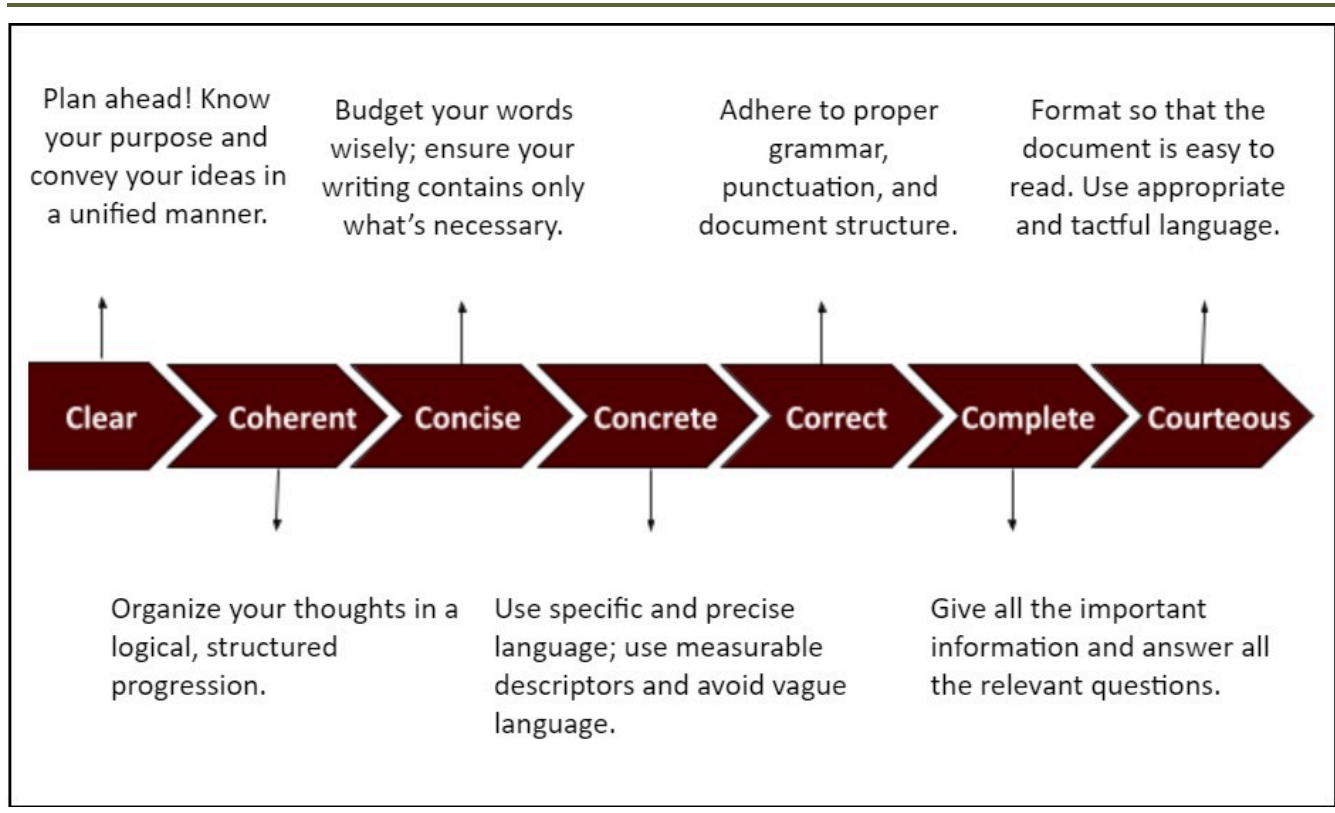 Plan ahead! Know
your purpose and
convey your ideas in
a unified manner.
Budget your words
wisely; ensure your
writing contains only
what’s necessary.
Adhere to proper
grammar,
punctuation, and
document structure.
Format so that the
document is easy to
read. Use appropriate
and tactful language.
Clear
Coherent
Concise
Concrete
Correct
Complete
Courteous
Organize your thoughts in a
logical, structured
progression.
Use specific and precise
language; use measurable
descriptors and avoid vague
language.
Give all the important
information and answer all
the relevant questions.